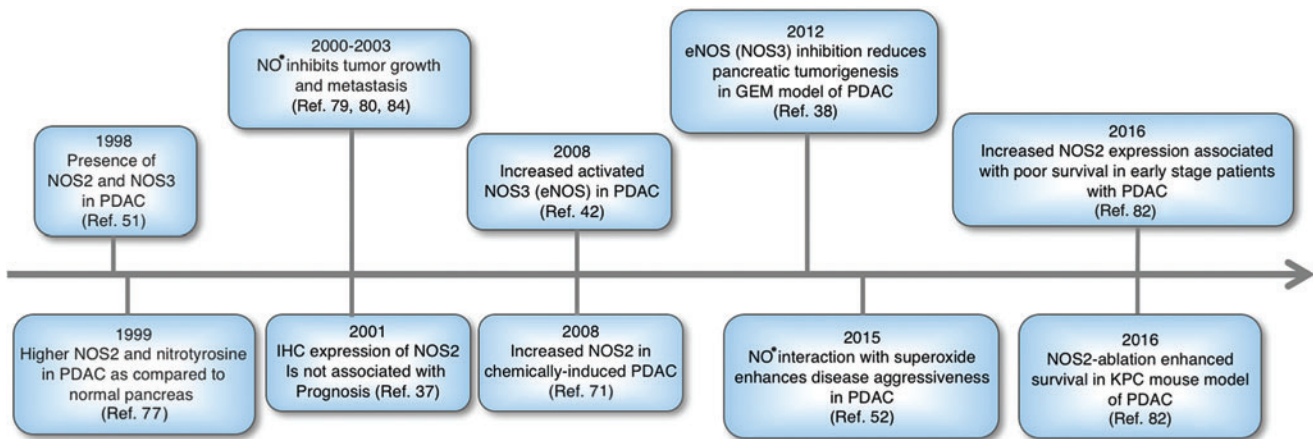 1998
Presence of
NOS2 and NOS3
in PDAC
(Ref. 51)
2000-2003
NO• inhibits tumor growth
and metastasis
(Ref. 79, 80, 84)
2008
Increased activated
NOS3 (eNOS) in PDAC
(Ref. 42)
2012
eNOS (NOS3) inhibition reduces
pancreatic tumorigenesis
in GEM model of PDAC
(Ref. 38)
2016
Increased NOS2 expression associated
with poor survival in early stage patients
with PDAC
(Ref. 82)
1999
Higher NOS2 and nitrotyrosine
in PDAC as compared to
normal pancreas
(Ref. 77)
2001
IHC expression of NOS2
Is not associated with
Prognosis (Ref. 37)
2008
Increased NOS2 in
chemically-induced PDAC
(Ref. 71)
2015
NO• interaction with superoxide
enhances disease aggressiveness
in PDAC
(Ref. 52)
2016
NOS2-ablation enhanced
survival in KPC mouse model
of PDAC
(Ref. 82)